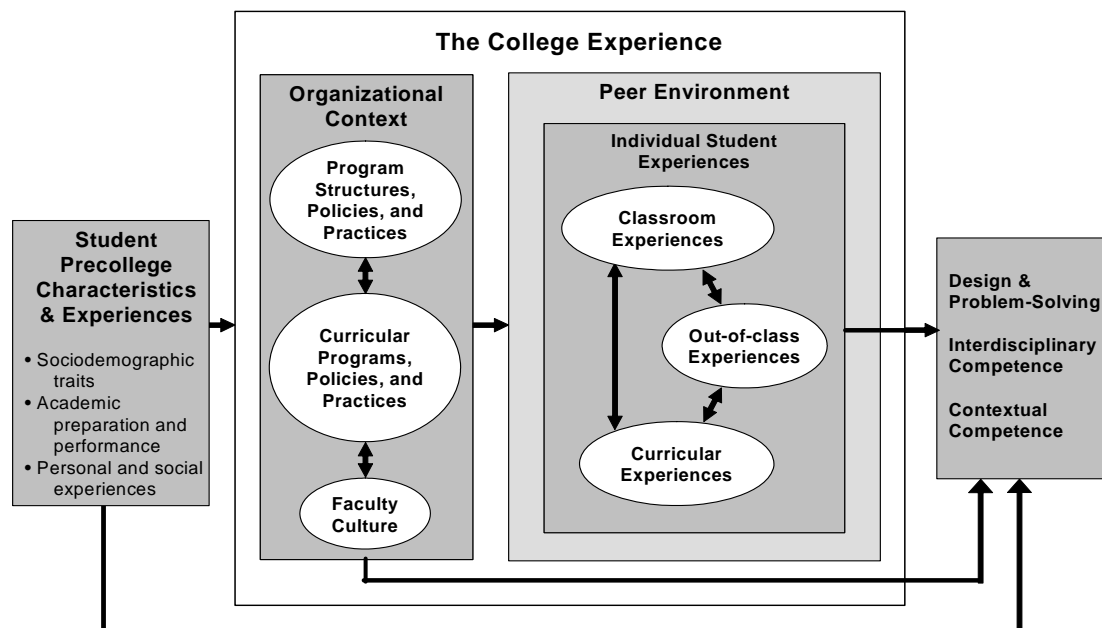 The College Experience
Student
Precollege
Characteristics
& Experiences
• Sociodemographic
traits
• Academic
preparation and
performance
• Personal and social
experiences
Organizational
Context
Program
Structures,
Policies, and
Practices
Curricular
Programs,
Policies, and
Practices
Faculty
Culture
Peer Environment
Individual Student
Experiences
Classroom
Experiences
Out-of-class
Experiences
Curricular
Experiences
Design &
Problem-Solving
Interdisciplinary
Competence
Contextual
Competence